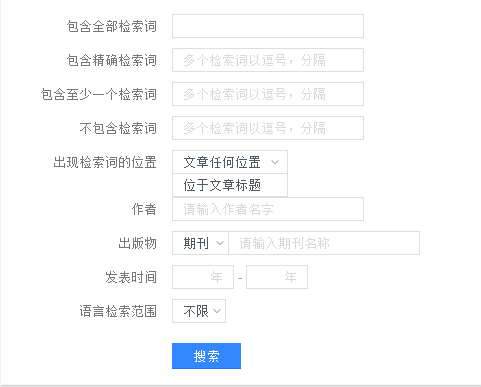 包含全部检索词
包含精确检索词 多个检索词以逗号，分隔
包含至少一个检索词 多个检索词以逗号，分隔
不包含检索词 多个检索词以逗号，分隔
出现检索词的位置 文章任何位置
位于文章标题
作者 请输入作者名字
出版物 期刊 请输入期刊名称
发表时间 年 - 年
语言检索范围 不限
搜索